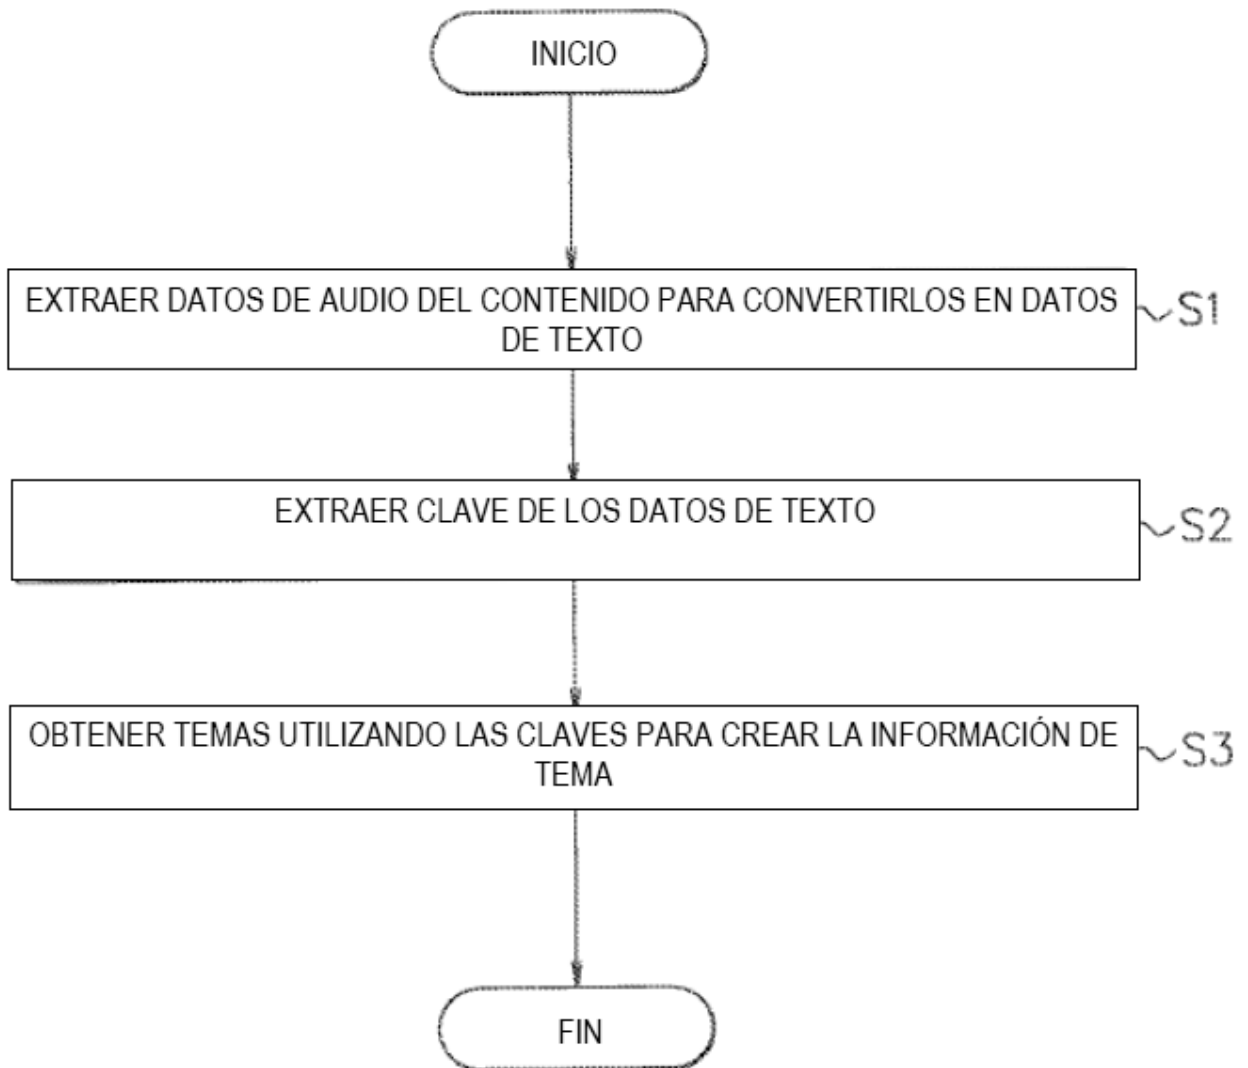 INICIO
EXTRAER DATOS DE AUDIO DEL CONTENIDO PARA CONVERTIRLOS EN DATOS
DE TEXTO
S1
EXTRAER CLAVE DE LOS DATOS DE TEXTO
S2
OBTENER TEMAS UTILIZANDO LAS CLAVES PARA CREAR LA INFORMACIÓN DE
TEMA
S3
FIN